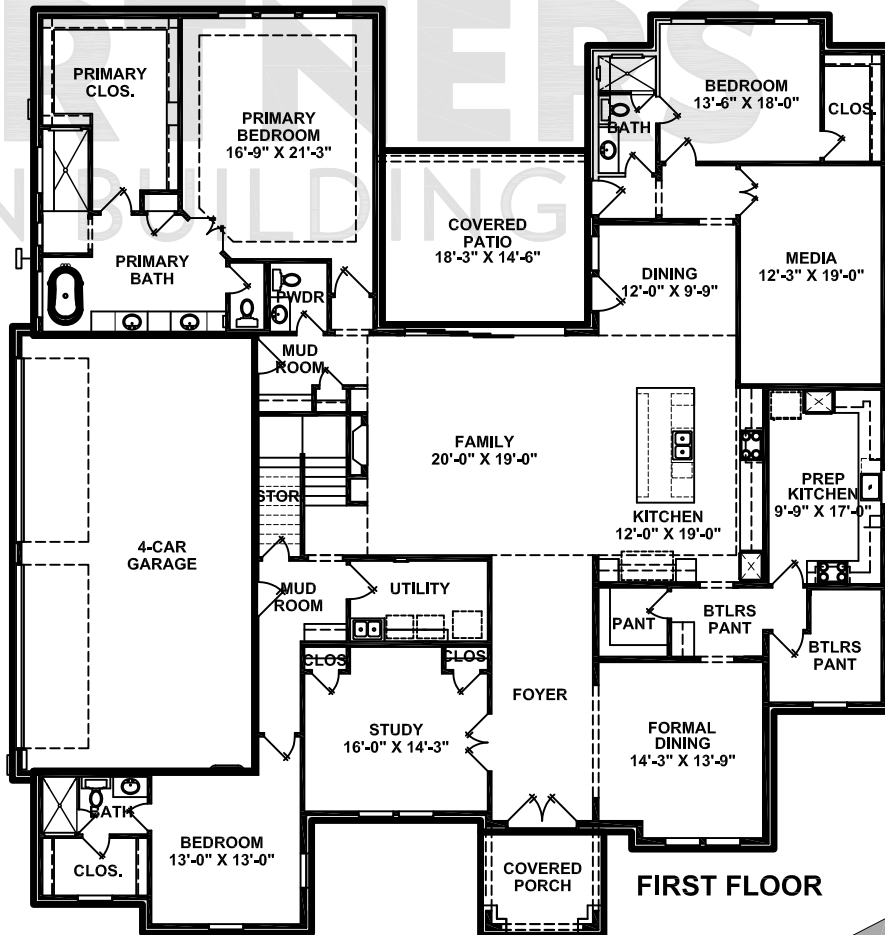 RTNERS
N BUILDING
PRIMARY
CLOS.
PRIMARY
BEDROOM
16'-9" X 21'-3"
BEDROOM
13'-6" X 18'-0"
CLOS.
BATH
COVERED
PATIO
18'-3" X 14'-6"
DINING
12'-0" X 9'-9"
MEDIA
12'-3" X 19'-0"
PRIMARY
BATH
PWDR
MUD
ROOM
FAMILY
20'-0" X 19'-0"
KITCHEN
12'-0" X 19'-0"
PREP
KITCHEN
9'-9" X 17'-0"
STOR
4-CAR
GARAGE
MUD
ROOM
UTILITY
PANT
BTLRS
PANT
BTLRS
PANT
CLOS
CLOS
FOYER
STUDY
16'-0" X 14'-3"
FORMAL
DINING
14'-3" X 13'-9"
BATH
CLOS.
BEDROOM
13'-0" X 13'-0"
COVERED
PORCH
FIRST FLOOR